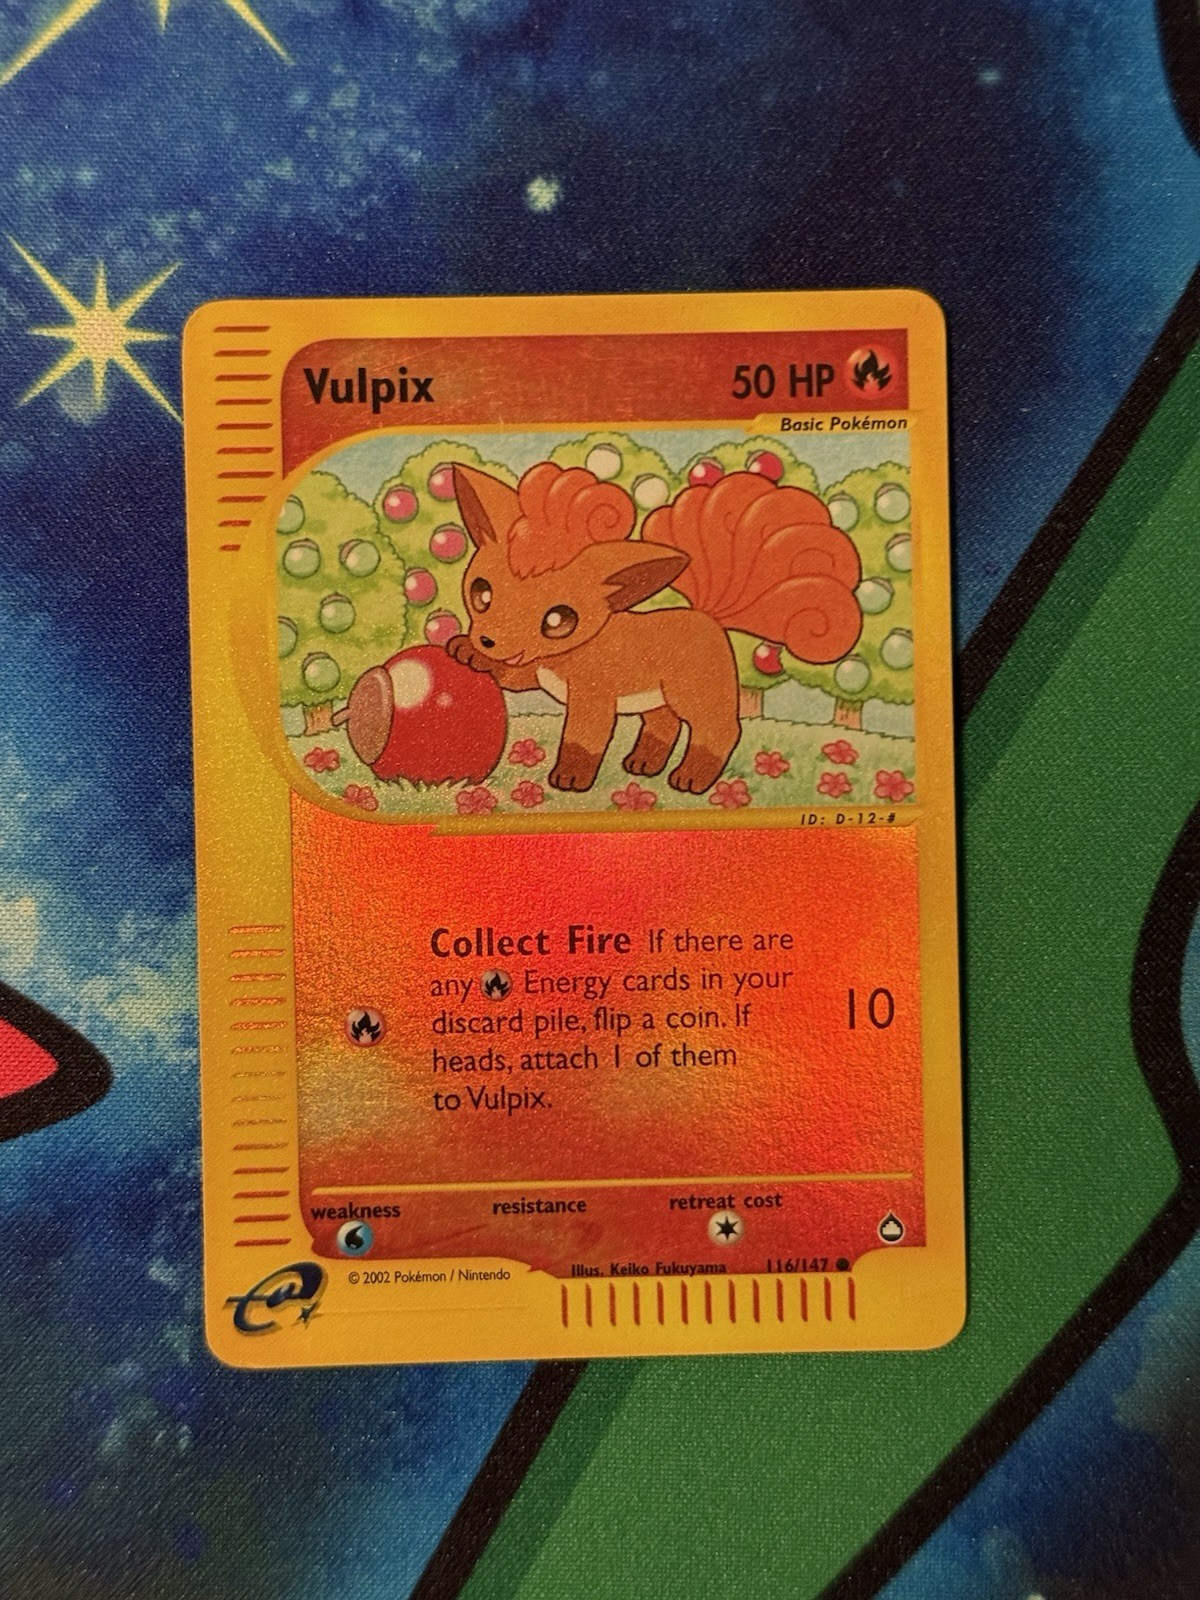 Vulpix
50 HP
Basic Pokémon
ID: D-12-#
Collect Fire If there are
any Energy cards in your
discard pile, flip a coin. If
heads, attach 1 of them
to Vulpix.
10
weakness resistance retreat cost
Illus. Keiko Fukuyama 116/147
© 2002 Pokémon / Nintendo
e